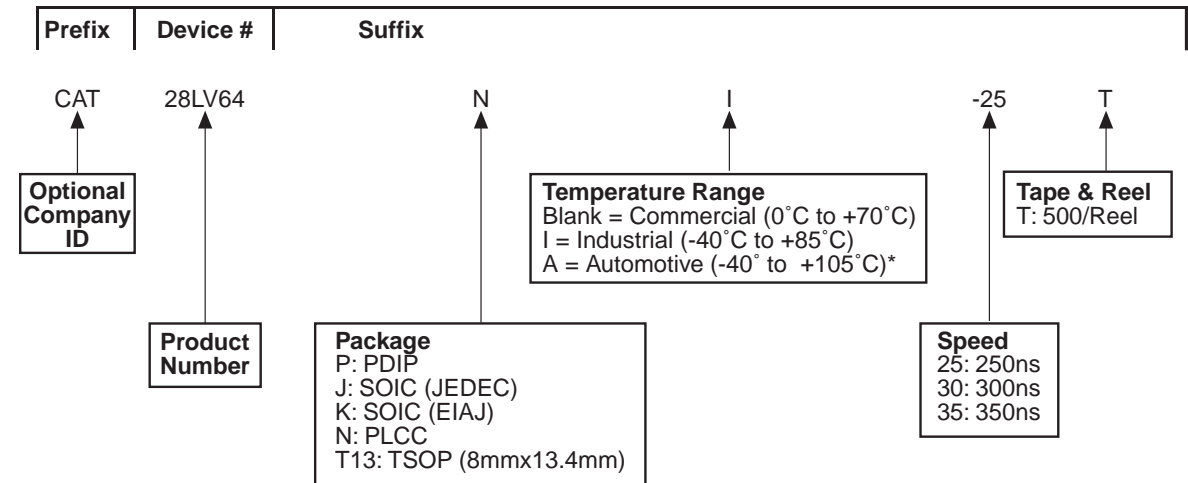 Prefix Device # Suffix
CAT 28LV64 N I -25 T
Optional
Company
ID
Temperature Range
Blank = Commercial (0˚C to +70˚C)
I = Industrial (-40˚C to +85˚C)
A = Automotive (-40˚ to +105˚C)*
Tape & Reel
T: 500/Reel
Product
Number
Package
P: PDIP
J: SOIC (JEDEC)
K: SOIC (EIAJ)
N: PLCC
T13: TSOP (8mmx13.4mm)
Speed
25: 250ns
30: 300ns
35: 350ns